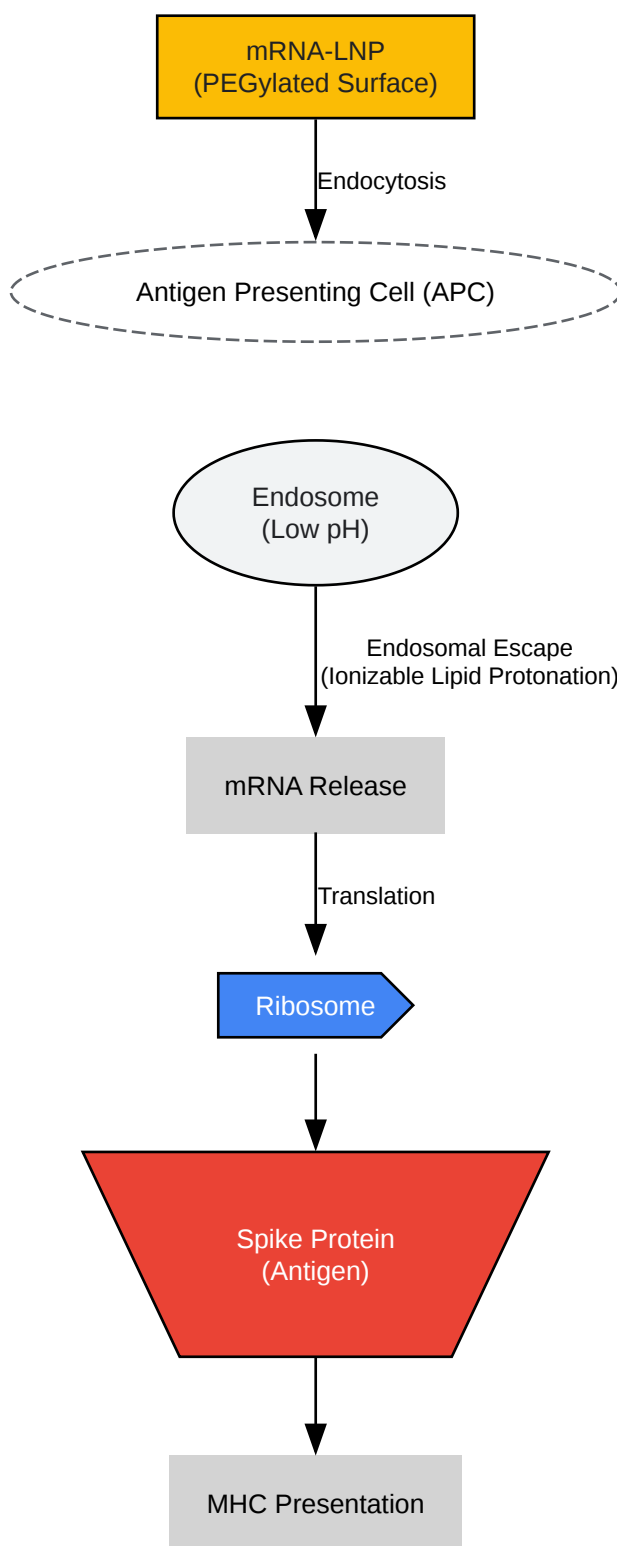 mRNA-LNP
(PEGylated Surface)
Endocytosis
Antigen Presenting Cell (APC)
Endosome
(Low pH)
Endosomal Escape
(Ionizable Lipid Protonation)
mRNA Release
Translation
Ribosome
Spike Protein
(Antigen)
MHC Presentation